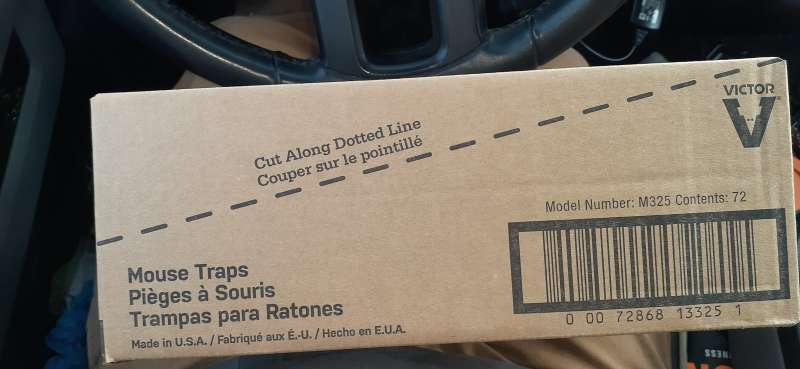 VICTOR
V
Cut Along Dotted Line
Couper sur le pointillé
Model Number: M325 Contents: 72
Mouse Traps
Pièges à Souris
Trampas para Ratones
Made in U.S.A. / Fabriqué aux É.-U. / Hecho en E.U.A.
0 00 72868 13325 1